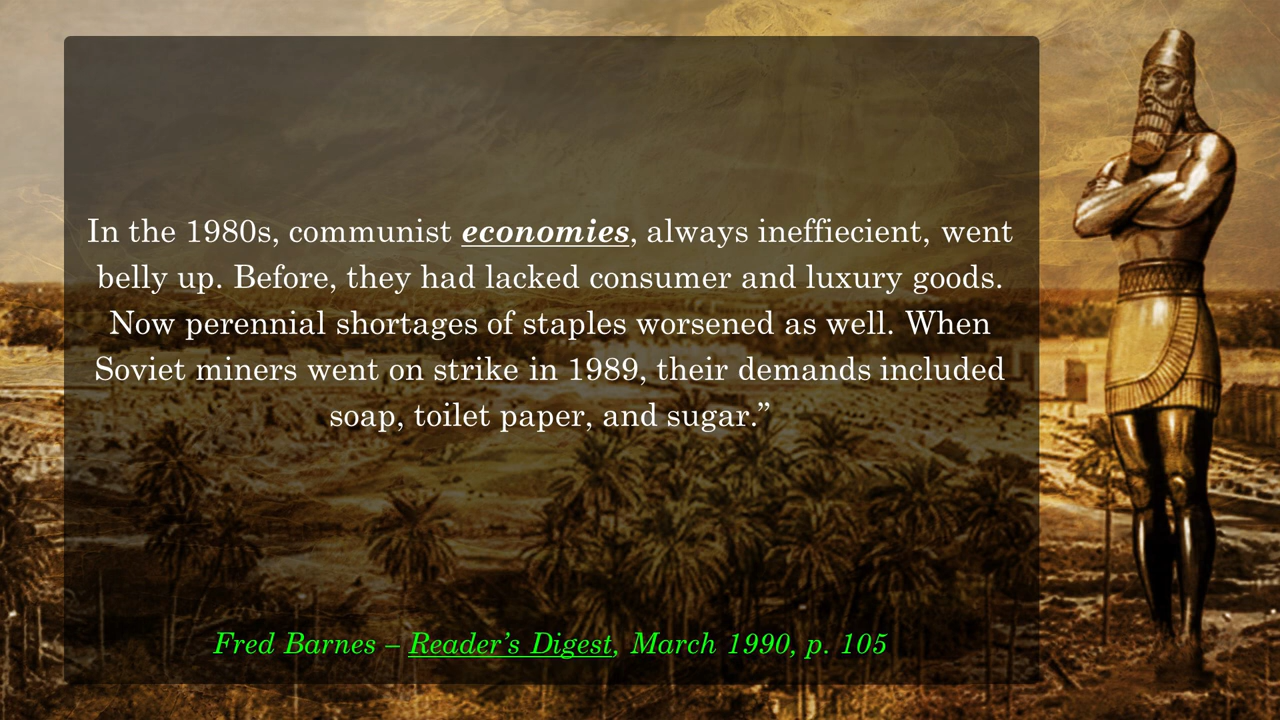 In the 1980s, communist economies, always ineffiecient, went
belly up. Before, they had lacked consumer and luxury goods.
Now perennial shortages of staples worsened as well. When
Soviet miners went on strike in 1989, their demands included
soap, toilet paper, and sugar.”
Fred Barnes – Reader’s Digest, March 1990, p. 105